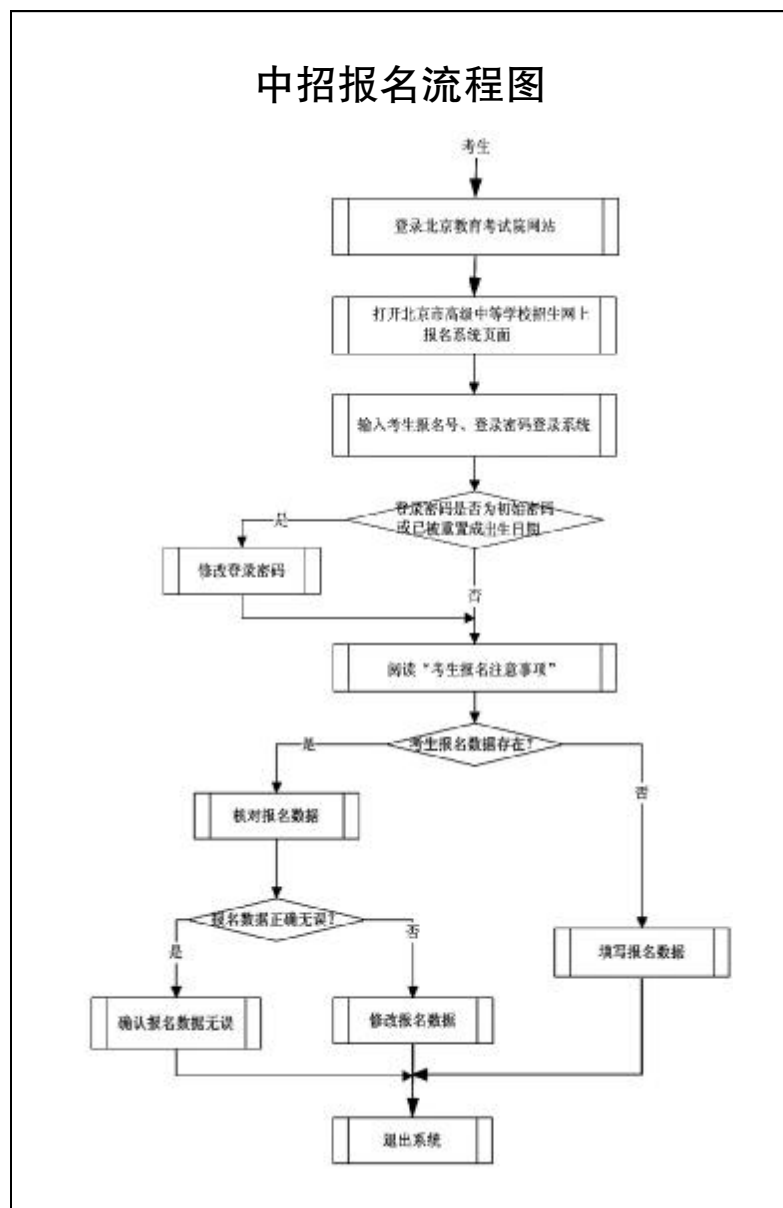 中招报名流程图
考生
登录北京教育考试院网站
打开北京市高级中等学校招生网上
报名系统页面
输入考生报名号、登录密码登录系统
登录密码是否为初始密码
或已被重置成出生日期
是
修改登录密码
否
阅读“考生报名注意事项”
考生报名数据存在?
是
否
核对报名数据
报名数据正确无误?
是
否
填写报名数据
确认报名数据无误
修改报名数据
退出系统